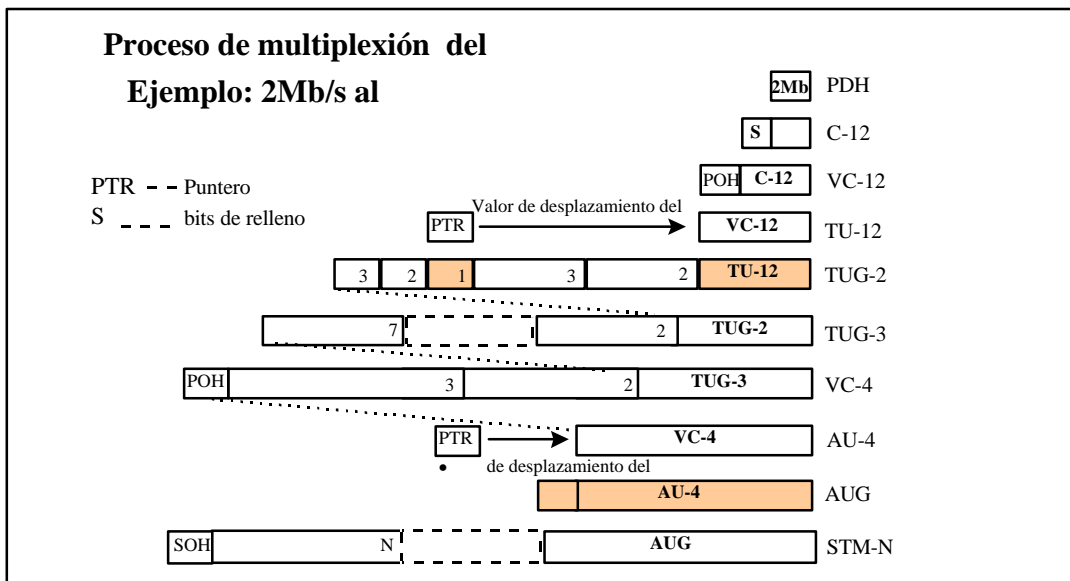 Proceso de multiplexión del
Ejemplo: 2Mb/s al
2Mb PDH
S C-12
POH C-12 VC-12
PTR Puntero
S bits de relleno
Valor de desplazamiento del
PTR VC-12 TU-12
3 2 1 3 2 TU-12 TUG-2
7 2 TUG-2 TUG-3
POH 3 2 TUG-3 VC-4
PTR VC-4 AU-4
• de desplazamiento del
AU-4 AUG
SOH N AUG STM-N